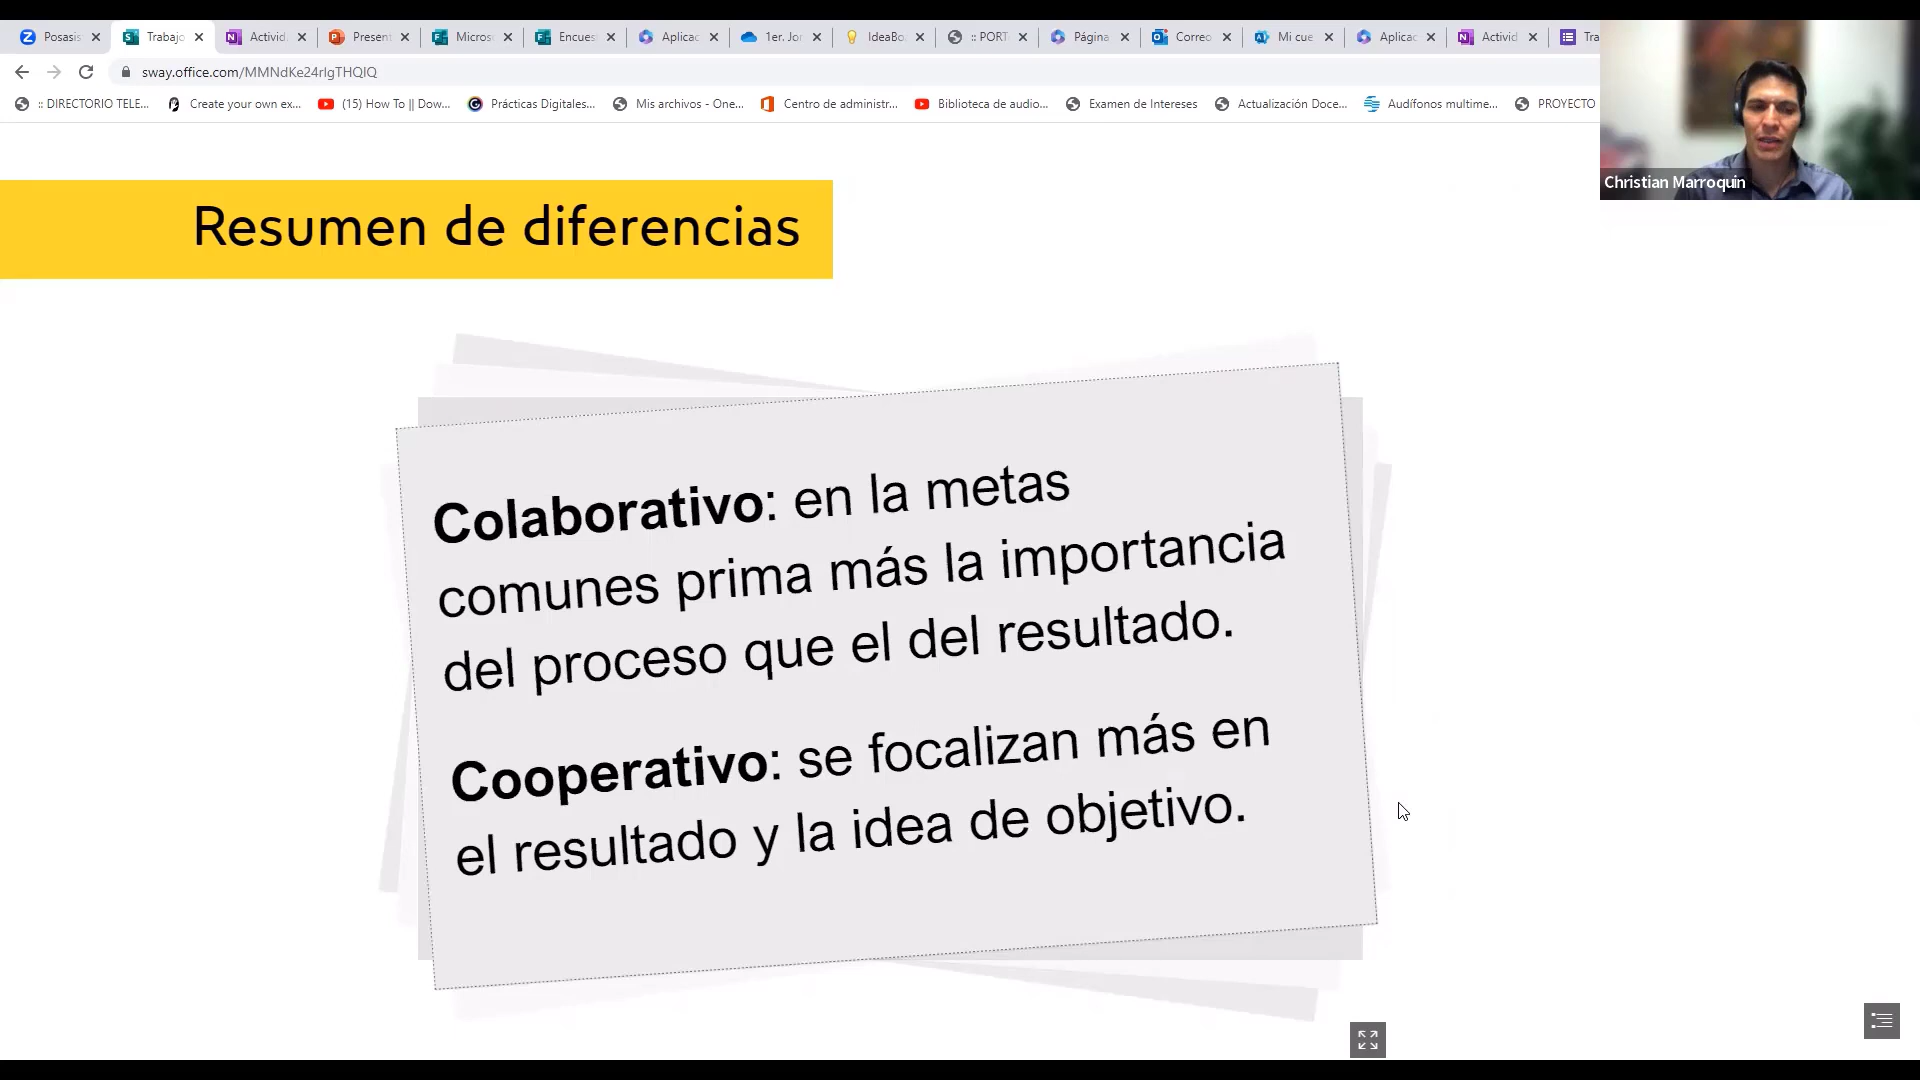 Posasis
Trabajo
Activid
Present
Micros
Encues
Aplicac
1er. Jor
IdeaBo
:: PORT
Página
Correo
Mi cue
Aplicac
Activid
Tra
sway.office.com/MMNdKe24rIgTHQIQ
:: DIRECTORIO TELE...
Create your own ex...
(15) How To || Dow...
Prácticas Digitales...
Mis archivos - One...
Centro de administr...
Biblioteca de audio...
Examen de Intereses
Actualización Doce...
Audífonos multime...
PROYECTO
Christian Marroquin
Resumen de diferencias
Colaborativo: en la metas
comunes prima más la importancia
del proceso que el del resultado.
Cooperativo: se focalizan más en
el resultado y la idea de objetivo.